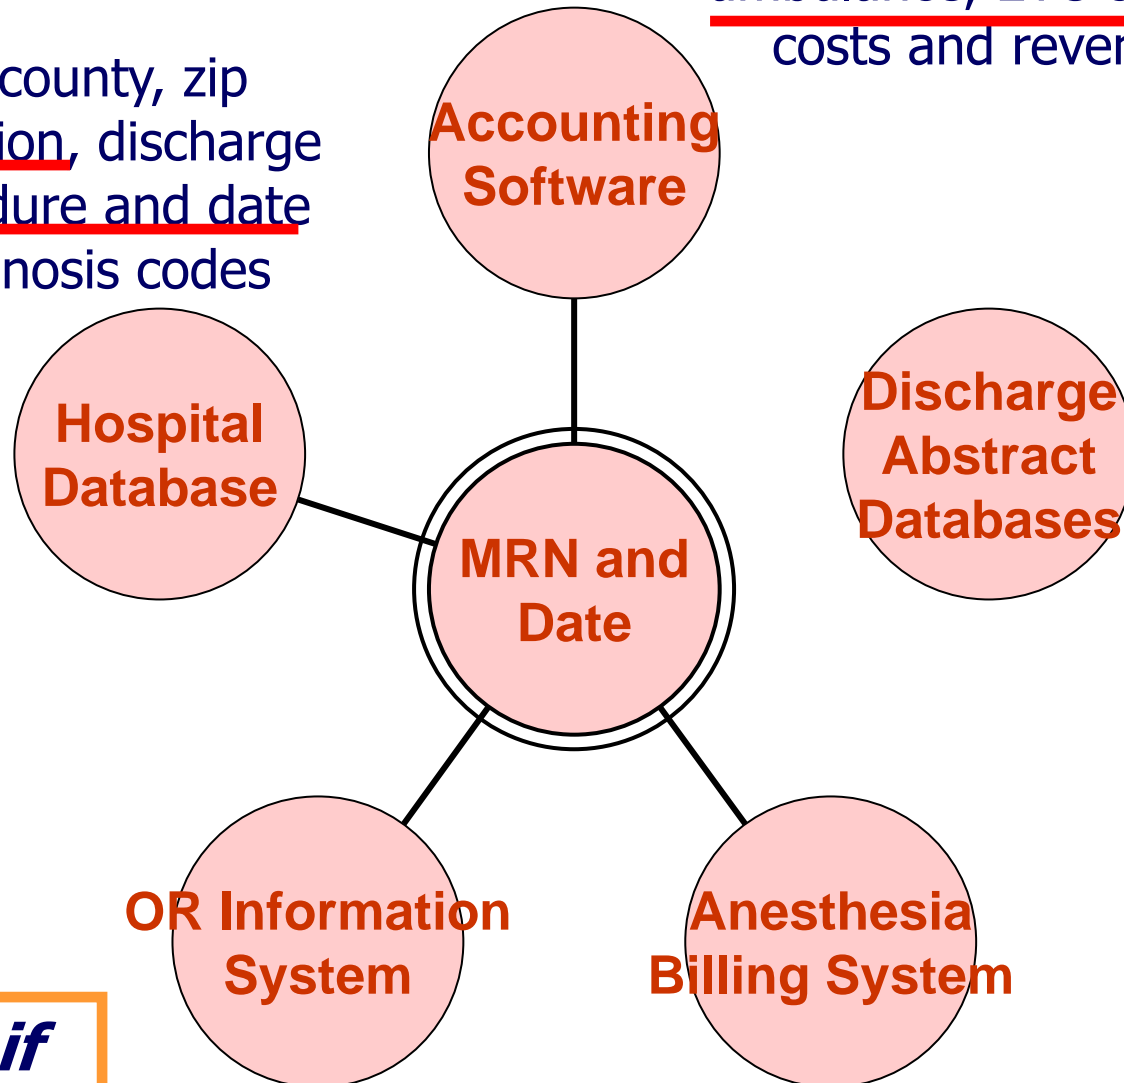 costs and rever
county, zip
ion, discharge
dure and date
nosis codes
Accounting
Software
Hospital
Database
Discharge
Abstract
Databases
MRN and
Date
OR Information
System
Anesthesia
Billing System
if